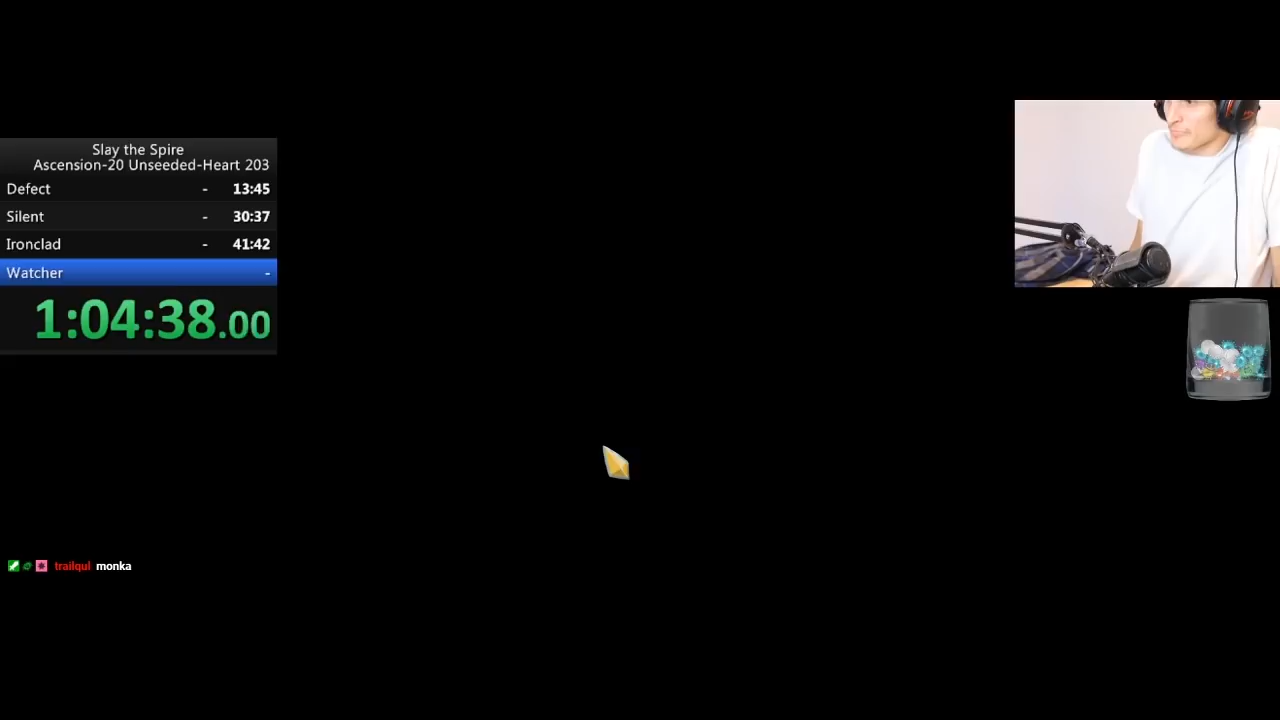 Slay the Spire
Ascension-20 Unseeded-Heart 203
Defect - 13:45
Silent - 30:37
Ironclad - 41:42
Watcher -
1:04:38.00
trailqul monka